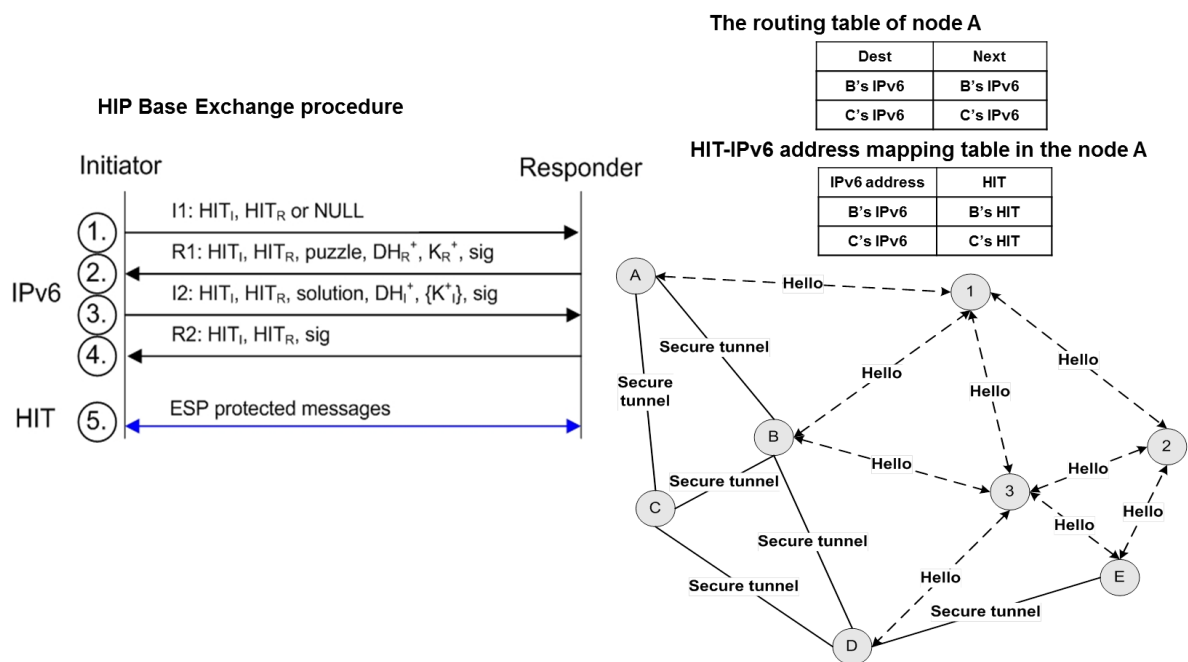 HIP Base Exchange procedure
Initiator
Responder
1.
I1: HITI, HITR or NULL
2.
R1: HITI, HITR, puzzle, DHR+, KR+, sig
IPv6
3.
I2: HITI, HITR, solution, DHI+, {K+I}, sig
4.
R2: HITI, HITR, sig
HIT
5.
ESP protected messages
The routing table of node A
Dest Next
B's IPv6 B's IPv6
C's IPv6 C's IPv6
HIT-IPv6 address mapping table in the node A
IPv6 address HIT
B's IPv6 B's HIT
C's IPv6 C's HIT
A
Hello
1
Secure tunnel
Hello
Hello
Secure
tunnel
Hello
B
2
Hello
Hello
Secure tunnel
3
C
Hello
Hello
Secure tunnel
Hello
E
Secure tunnel
Secure tunnel
D